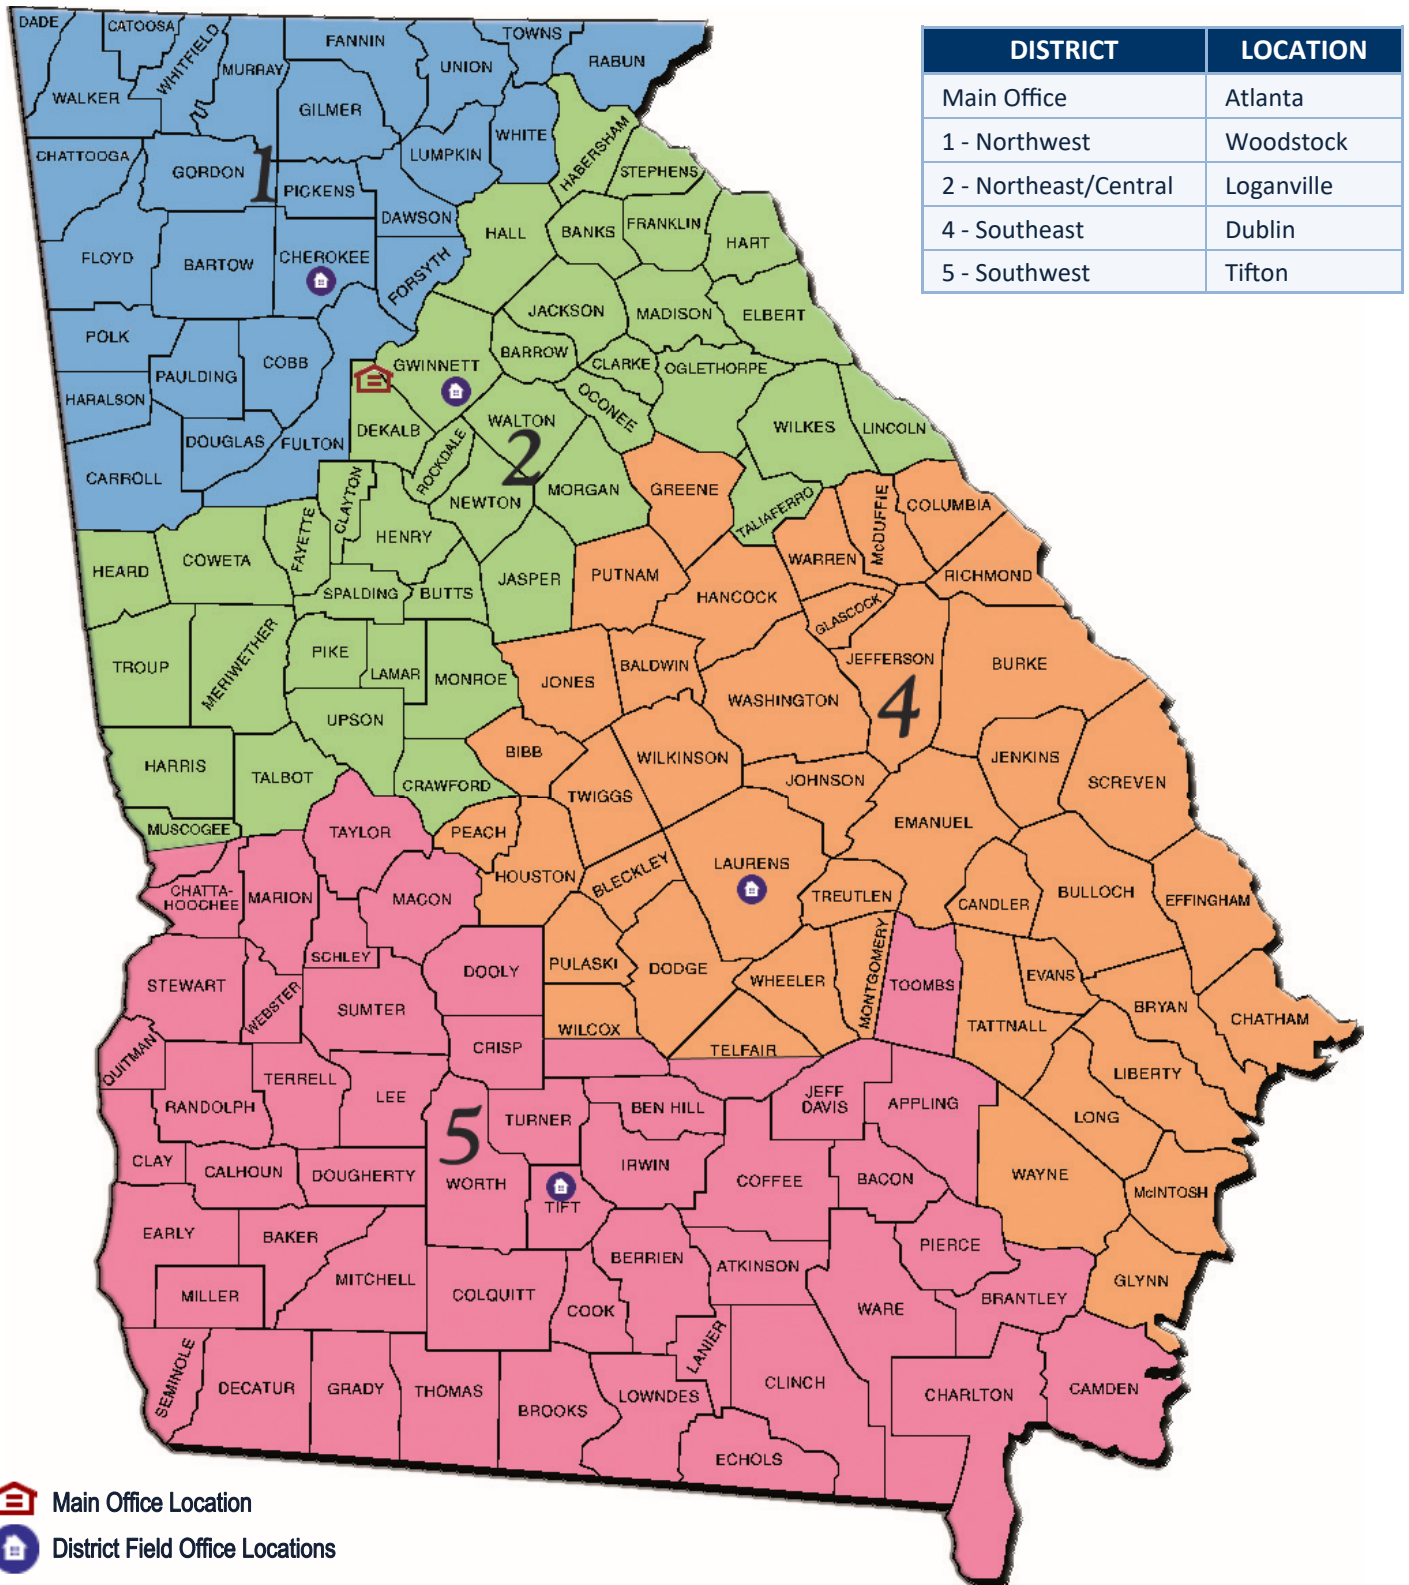 DISTRICT LOCATION
Main Office Atlanta
1 - Northwest Woodstock
2 - Northeast/Central Loganville
4 - Southeast Dublin
5 - Southwest Tifton
DADE
CATOOSA
WHITFIELD
MURRAY
FANNIN
UNION
TOWNS
RABUN
WALKER
GILMER
WHITE
LUMPKIN
HABERSHAM
STEPHENS
CHATTOOGA
GORDON
1
PICKENS
DAWSON
HALL
BANKS
FRANKLIN
HART
FLOYD
BARTOW
CHEROKEE
FORSYTH
JACKSON
MADISON
ELBERT
POLK
PAULDING
COBB
GWINNETT
BARROW
CLARKE
OGLETHORPE
HARALSON
DOUGLAS
FULTON
DEKALB
ROCKDALE
WALTON
2
OCONEE
WILKES
LINCOLN
CARROLL
CLAYTON
NEWTON
MORGAN
GREENE
TALIAFERRO
McDUFFIE
COLUMBIA
HEARD
COWETA
FAYETTE
HENRY
SPALDING
BUTTS
JASPER
PUTNAM
HANCOCK
WARREN
GLASCOCK
RICHMOND
TROUP
MERIWETHER
PIKE
LAMAR
MONROE
JONES
BALDWIN
WASHINGTON
JEFFERSON
4
BURKE
UPSON
HARRIS
TALBOT
CRAWFORD
BIBB
TWIGGS
WILKINSON
JOHNSON
JENKINS
SCREVEN
MUSCOGEE
TAYLOR
PEACH
HOUSTON
BLECKLEY
LAURENS
EMANUEL
CHATTA-
HOOCHEE
MARION
MACON
TREUTLEN
CANDLER
BULLOCH
EFFINGHAM
STEWART
WEBSTER
SCHLEY
SUMTER
DOOLY
PULASKI
DODGE
WHEELER
MONTGOMERY
TOOMBS
EVANS
BRYAN
CHATHAM
QUITMAN
CRISP
WILCOX
TELFAIR
TATTNALL
LIBERTY
RANDOLPH
TERRELL
LEE
5
TURNER
BEN HILL
JEFF
DAVIS
APPLING
LONG
CLAY
CALHOUN
DOUGHERTY
WORTH
TIFT
IRWIN
COFFEE
BACON
WAYNE
McINTOSH
EARLY
BAKER
MITCHELL
BERRIEN
ATKINSON
PIERCE
GLYNN
MILLER
COLQUITT
COOK
WARE
BRANTLEY
SEMINOLE
DECATUR
GRADY
THOMAS
BROOKS
LOWNDES
LANIER
CLINCH
CHARLTON
CAMDEN
ECHOLS
Main Office Location
District Field Office Locations